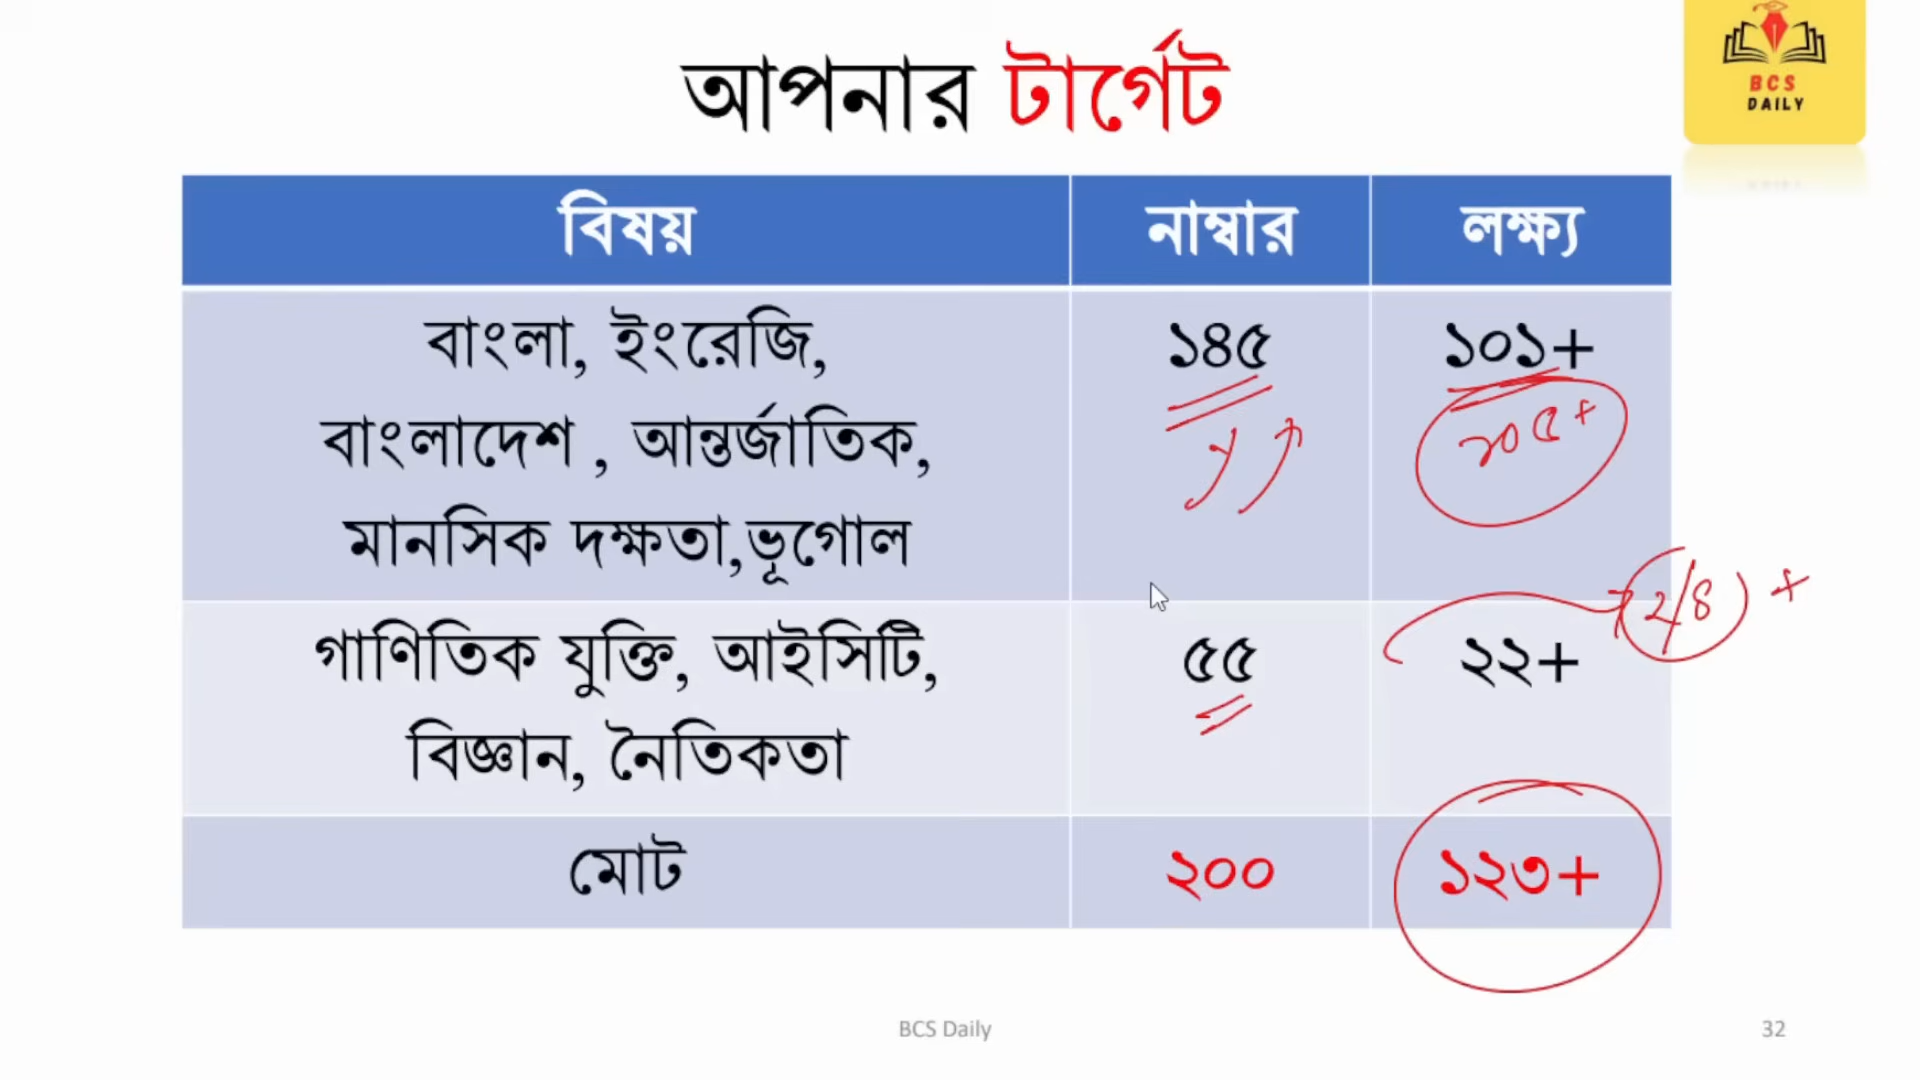 আপনার টার্গেট
BCS
DAILY
বিষয় নাম্বার লক্ষ্য
বাংলা, ইংরেজি, ১৪৫ ১০১+
বাংলাদেশ , আন্তর্জাতিক, ১০৫+
মানসিক দক্ষতা,ভূগোল
গাণিতিক যুক্তি, আইসিটি, ৫৫ ২২+
বিজ্ঞান, নৈতিকতা
মোট ২০০ ১২৩+
BCS Daily 32